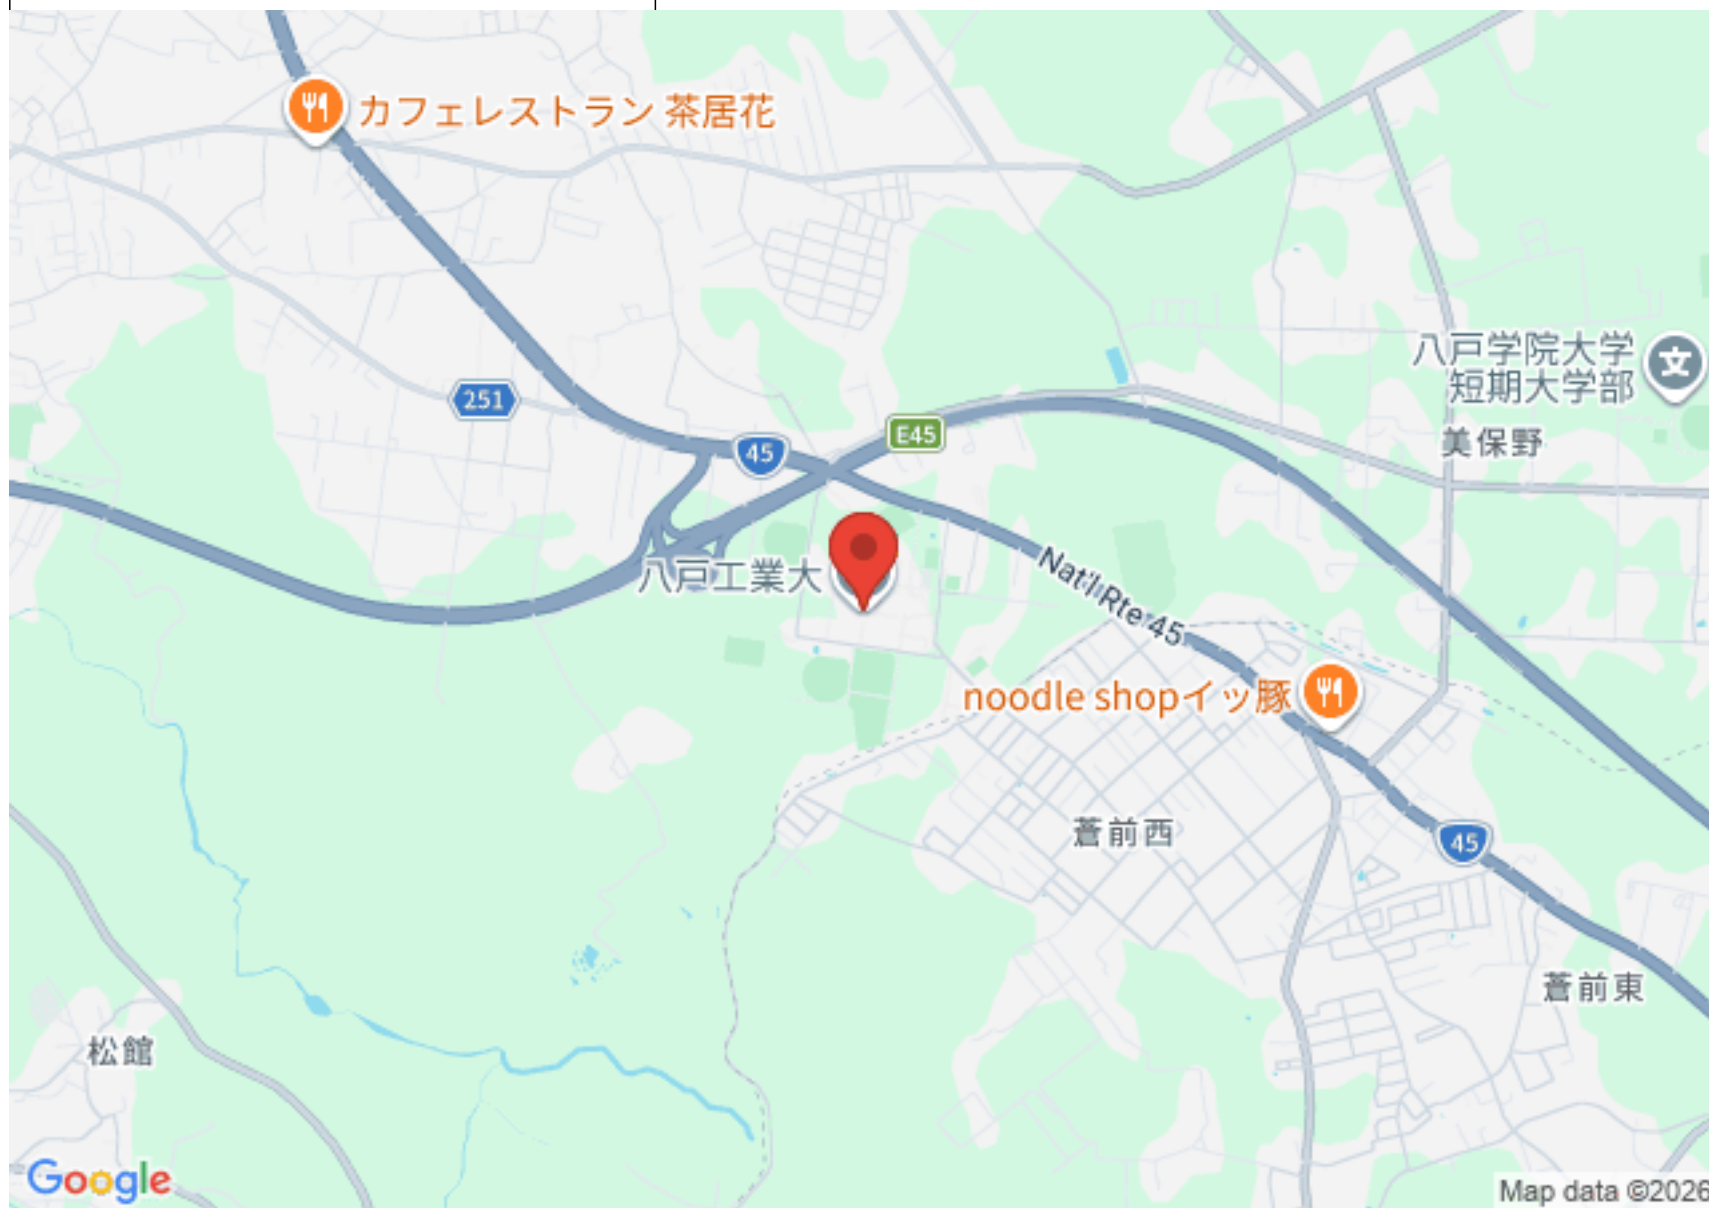 カフェレストラン 茶居花
251
45
E45
八戸学院大学
短期大学部
美保野
八戸工業大
Nat'l Rte 45
noodle shopイッ豚
蒼前西
45
蒼前東
松館
Google
Map data ©2026